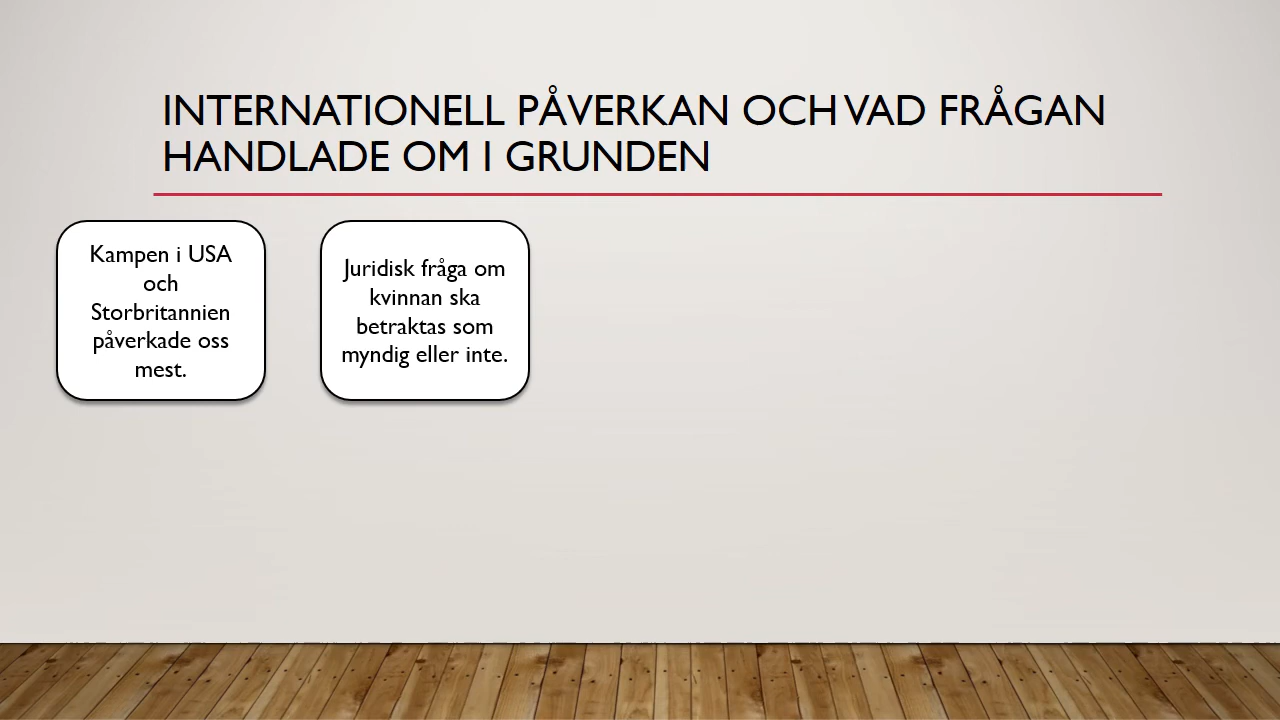 INTERNATIONELL PÅVERKAN OCH VAD FRÅGAN
HANDLADE OM I GRUNDEN
Kampen i USA
och
Storbritannien
påverkade oss
mest.
Juridisk fråga om
kvinnan ska
betraktas som
myndig eller inte.